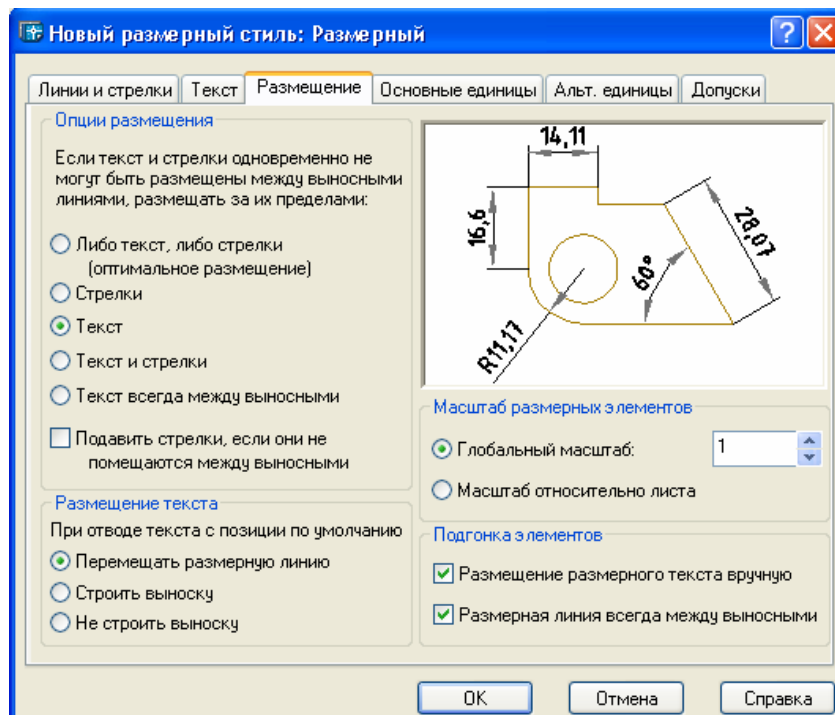 Новый размерный стиль: Размерный
Линии и стрелки Текст Размещение Основные единицы Альт. единицы Допуски
Опции размещения
Если текст и стрелки одновременно не
могут быть размещены между выносными
линиями, размещать за их пределами:
Либо текст, либо стрелки
(оптимальное размещение)
Стрелки
Текст
Текст и стрелки
Текст всегда между выносными
Подавить стрелки, если они не
помещаются между выносными
Размещение текста
При отводе текста с позиции по умолчанию
Перемещать размерную линию
Строить выноску
Не строить выноску
14,11
16,6
28,07
60°
R11,17
Масштаб размерных элементов
Глобальный масштаб: 1
Масштаб относительно листа
Подгонка элементов
Размещение размерного текста вручную
Размерная линия всегда между выносными
OK Отмена Справка